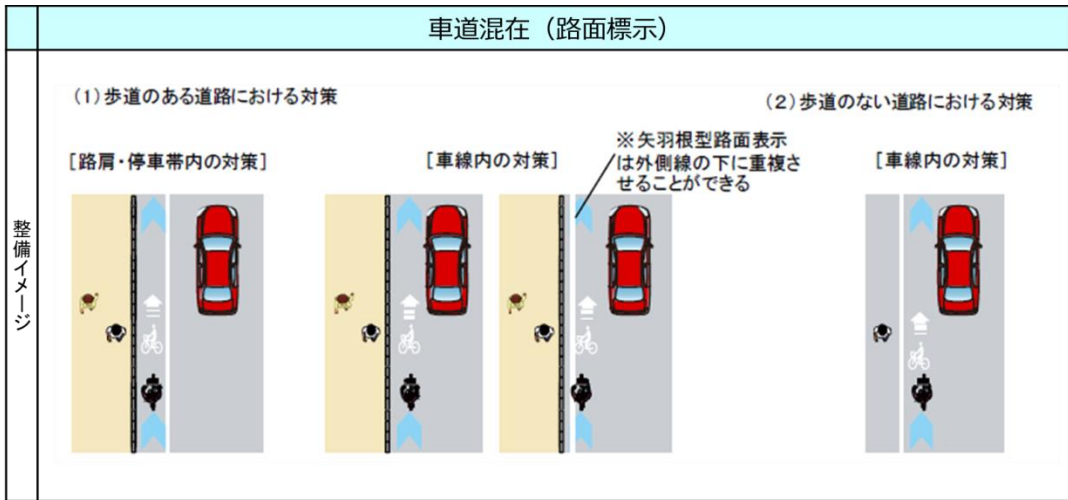 車道混在（路面標示）
整備イメージ
（1）歩道のある道路における対策
［路肩・停車帯内の対策］
［車線内の対策］
※矢羽根型路面表示
は外側線の下に重複さ
せることができる
（2）歩道のない道路における対策
［車線内の対策］